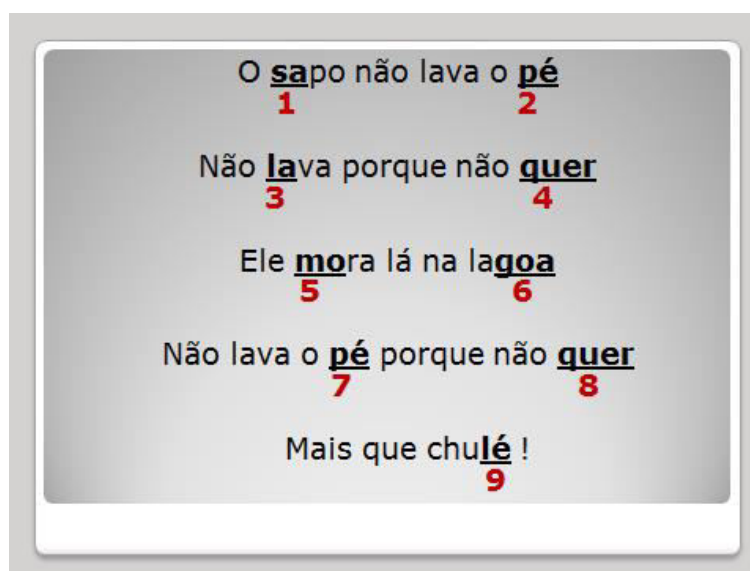 O sapo não lava o pé
1 2
Não lava porque não quer
3 4
Ele mora lá na lagoa
5 6
Não lava o pé porque não quer
7 8
Mais que chulé !
9